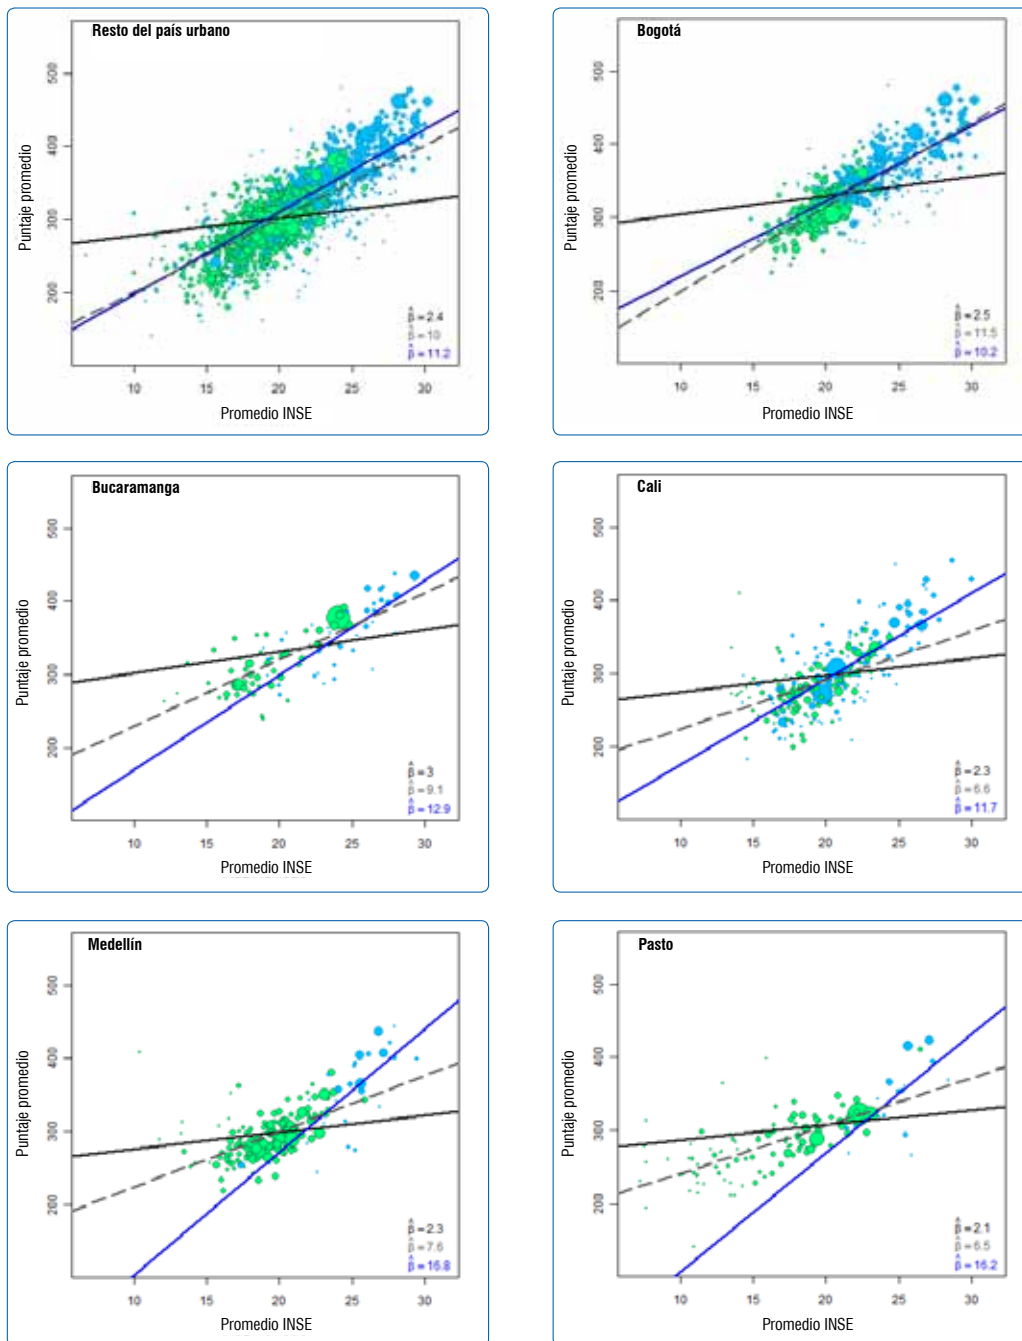 Resto del país urbano
Puntaje promedio
500
400
300
200
β̂=2.4
β̂=10
β̂=11.2
10 15 20 25 30
Promedio INSE
Bogotá
Puntaje promedio
500
400
300
200
β̂=2.5
β̂=11.5
β̂=10.2
10 15 20 25 30
Promedio INSE
Bucaramanga
Puntaje promedio
500
400
300
200
β̂=3
β̂=9.1
β̂=12.9
10 15 20 25 30
Promedio INSE
Cali
Puntaje promedio
500
400
300
200
β̂=2.3
β̂=6.6
β̂=11.7
10 15 20 25 30
Promedio INSE
Medellín
Puntaje promedio
500
400
300
200
β̂=2.3
β̂=7.6
β̂=16.8
10 15 20 25 30
Promedio INSE
Pasto
Puntaje promedio
500
400
300
200
β̂=2.1
β̂=6.5
β̂=16.2
10 15 20 25 30
Promedio INSE